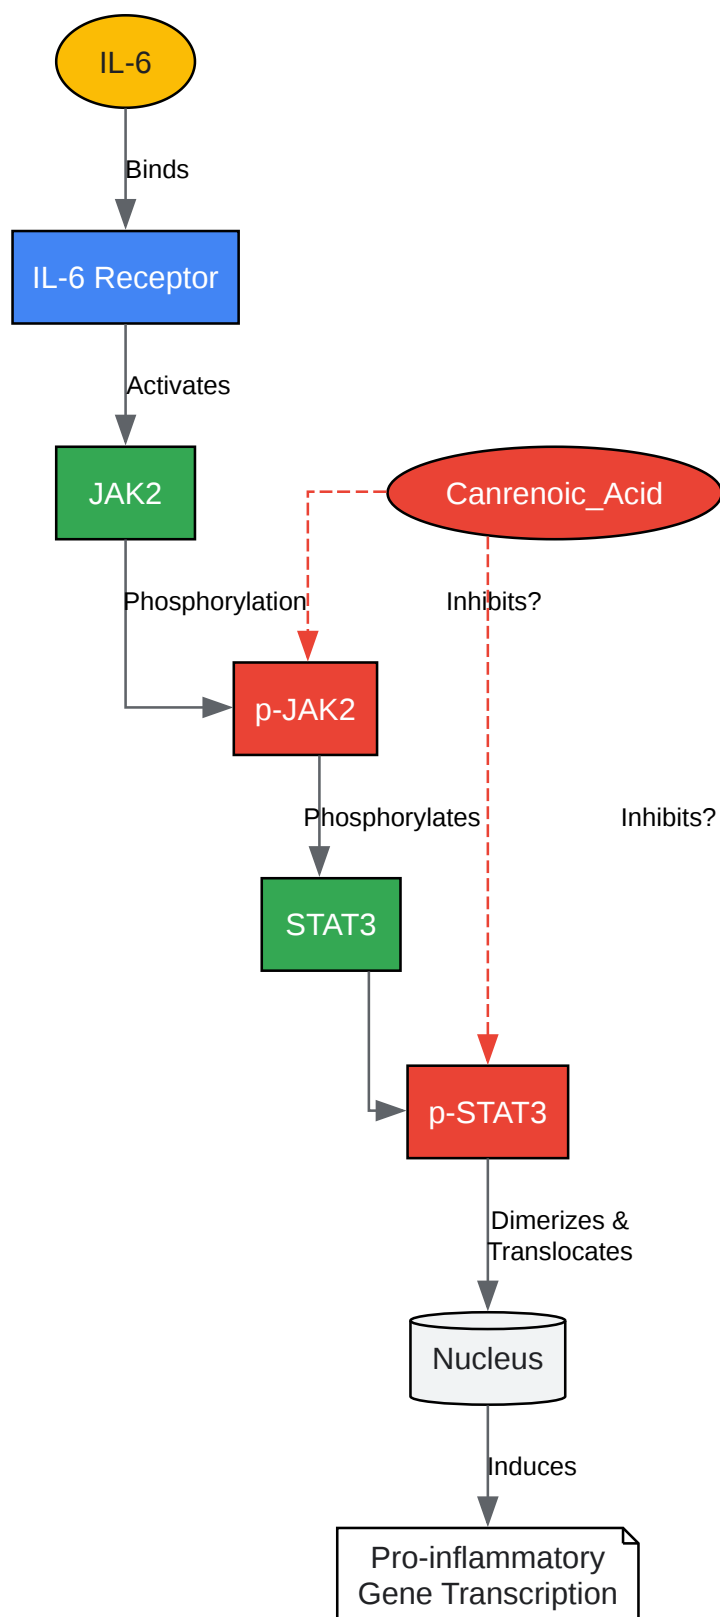 IL-6
Binds
IL-6 Receptor
Activates
JAK2
Canrenoic_Acid
Phosphorylation
Inhibits?
p-JAK2
Phosphorylates
Inhibits?
STAT3
p-STAT3
Dimerizes &
Translocates
Nucleus
Induces
Pro-inflammatory
Gene Transcription